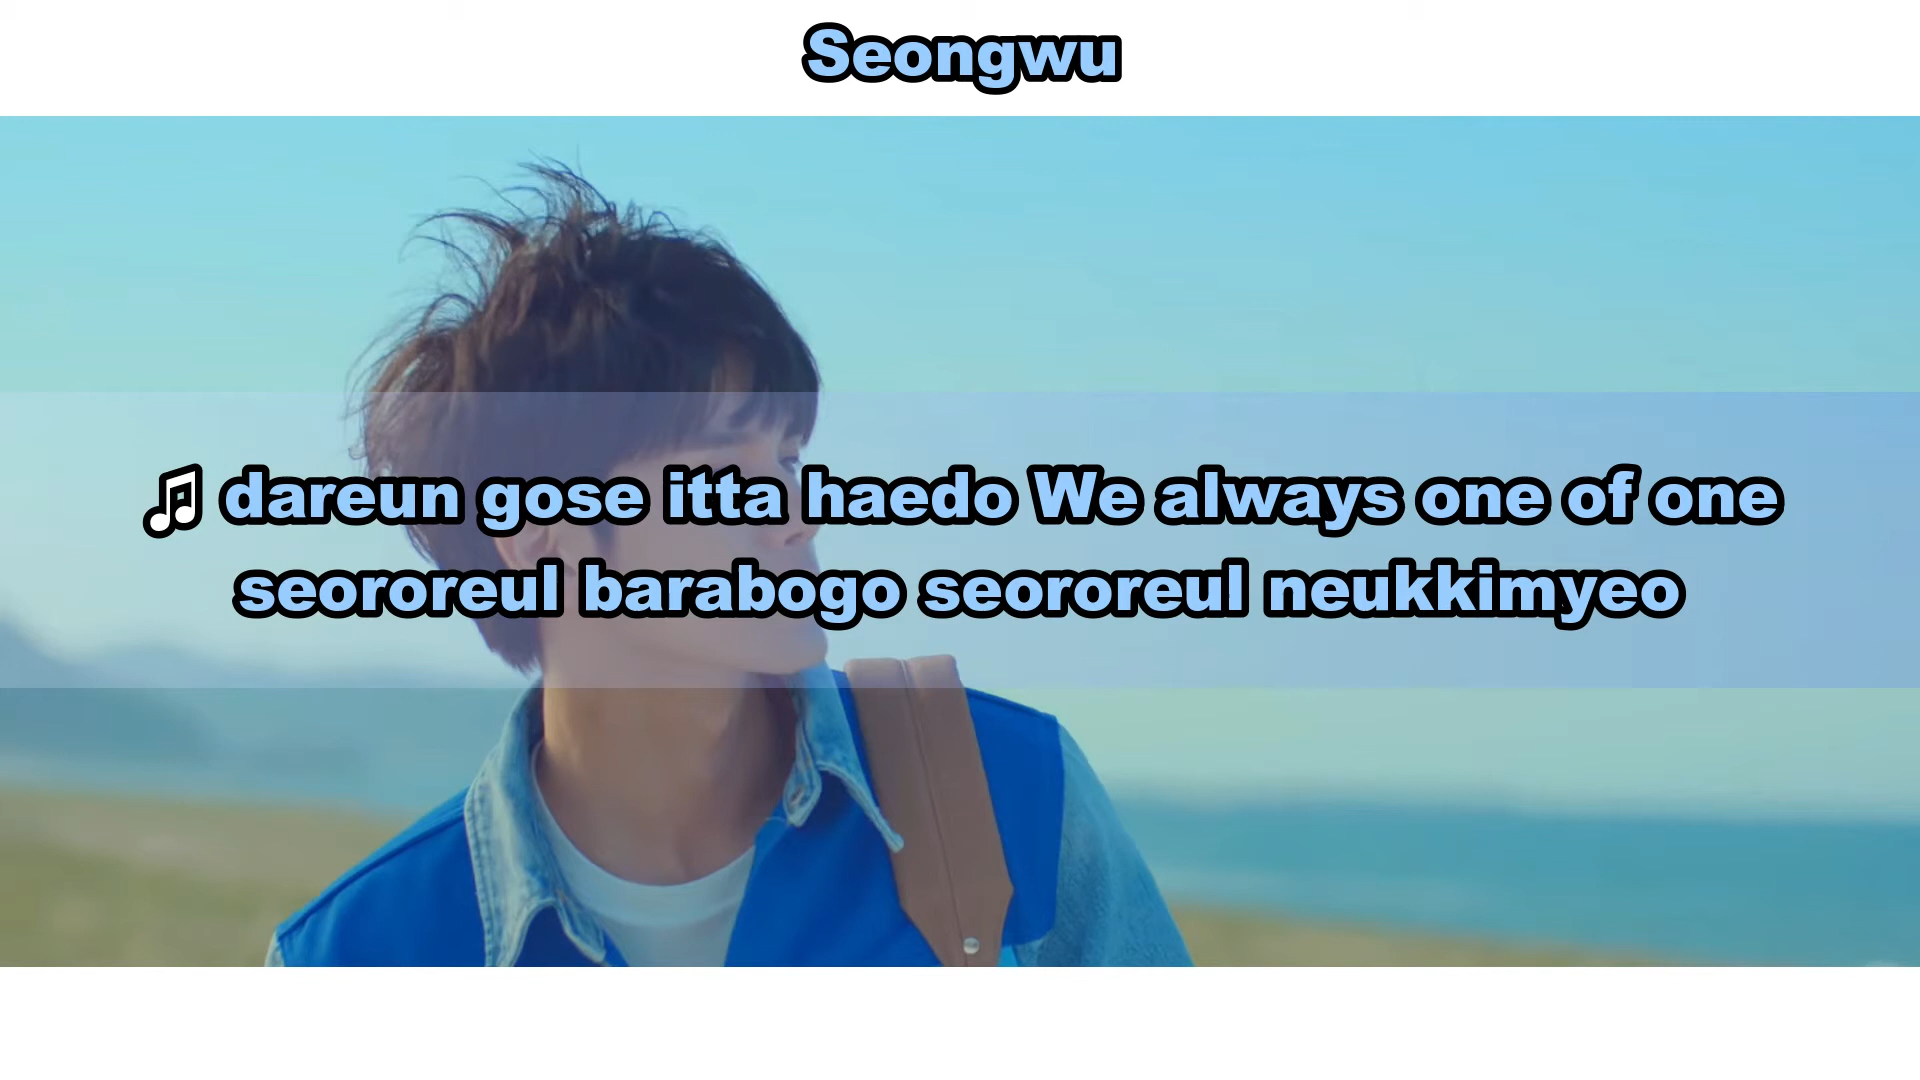 Seongwu
♫ dareun gose itta haedo We always one of one
seororeul barabogo seororeul neukkimyeo